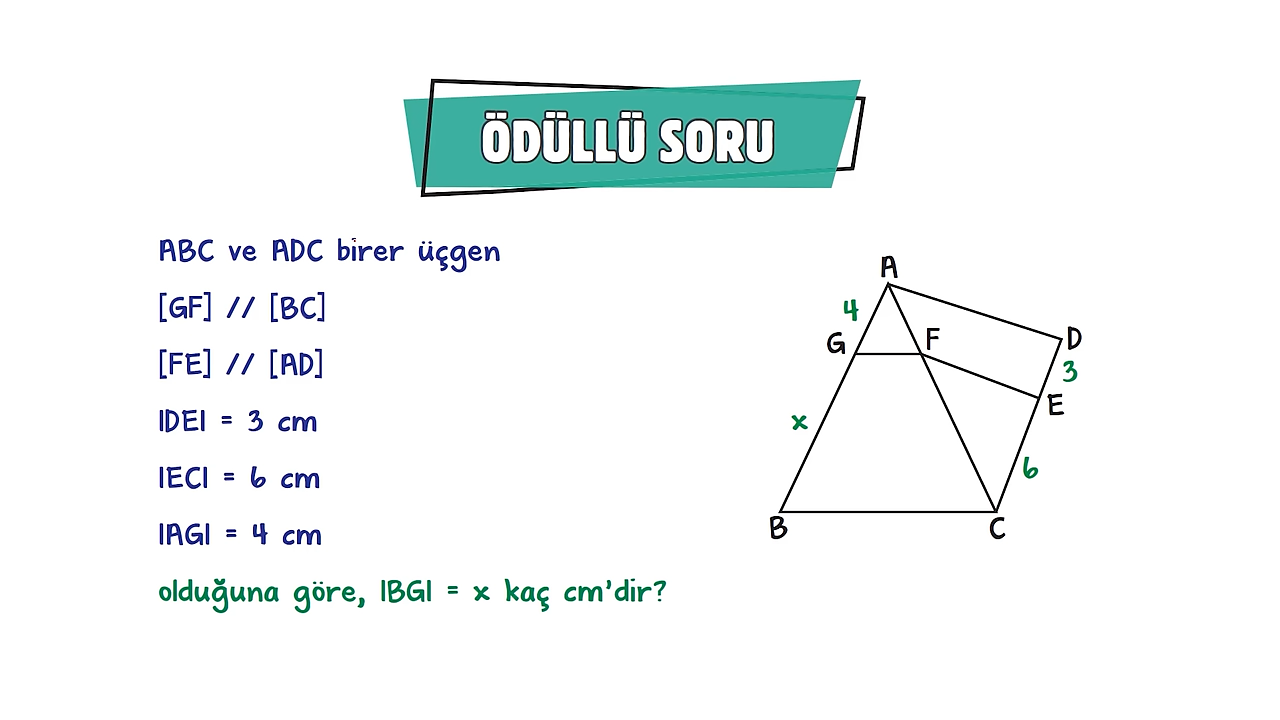 ÖDÜLLÜ SORU
ABC ve ADC birer üçgen
[GF] // [BC]
[FE] // [AD]
|DE| = 3 cm
|EC| = 6 cm
|AG| = 4 cm
olduğuna göre, |BG| = x kaç cm'dir?
A
4
G
F
D
3
E
x
6
B
C